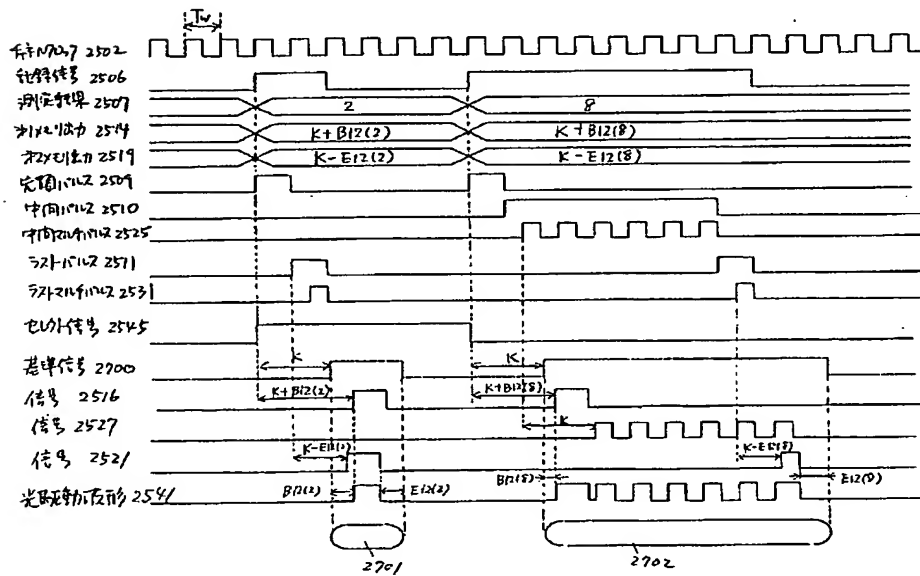 Tw
チャネルクロック 2502
記録信号 2506
2
測定結果 2507
8
K+B12(2)
K+B12(8)
オ1メモリ出力 2514
K-E12(2)
K-E12(8)
オ2メモリ出力 2519
先頭パルス 2509
中間パルス 2510
中間マルチパルス 2525
ラストパルス 2511
ラストマルチパルス 2531
セレクト信号 2545
K
K
基準信号 2700
K+B12(2)
K+B12(8)
信号 2516
K
信号 2527
K-E12(2)
K-E12(8)
信号 2521
B12(2)
E12(2)
B12(8)
E12(8)
光駆動波形 2541
2701
2702